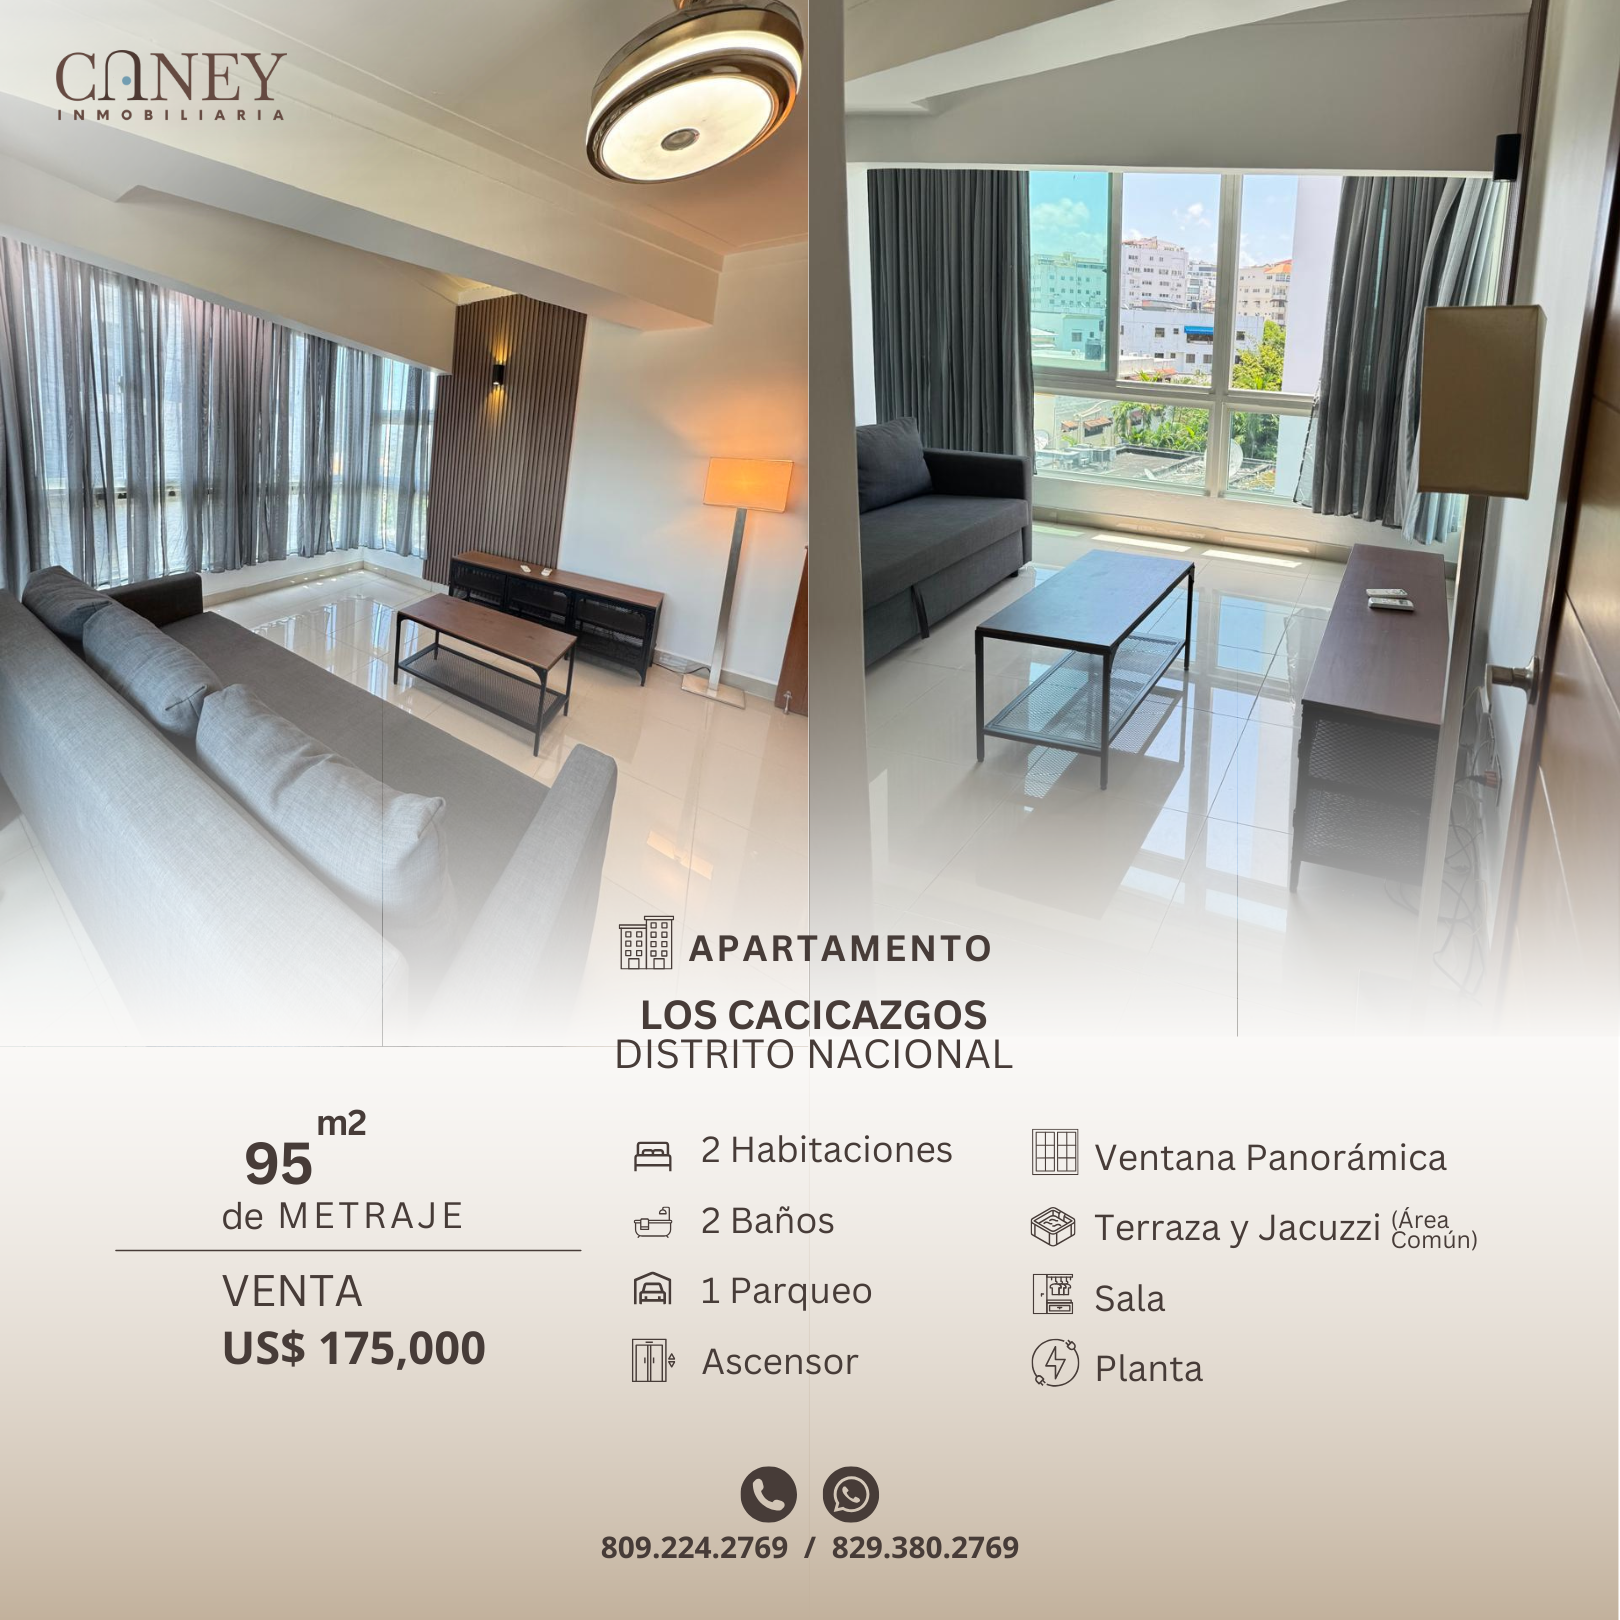 CANEY
INMOBILIARIA
APARTAMENTO
LOS CACICAZGOS
DISTRITO NACIONAL
95 m2
de METRAJE
VENTA
US$ 175,000
2 Habitaciones
2 Baños
1 Parqueo
Ascensor
Ventana Panorámica
Terraza y Jacuzzi (Área
Común)
Sala
Planta
809.224.2769 / 829.380.2769